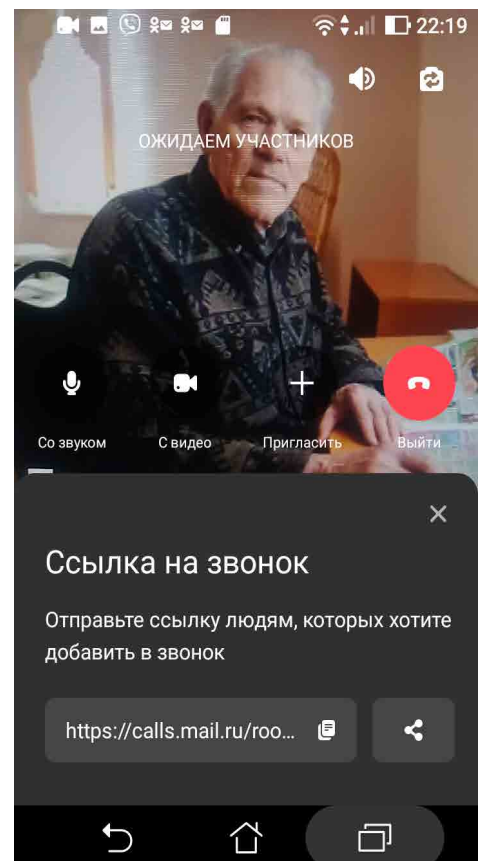 22:19
ОЖИДАЕМ УЧАСТНИКОВ
Со звуком
С видео
Пригласить
Выйти
Ссылка на звонок
Отправьте ссылку людям, которых хотите
добавить в звонок
https://calls.mail.ru/roo...